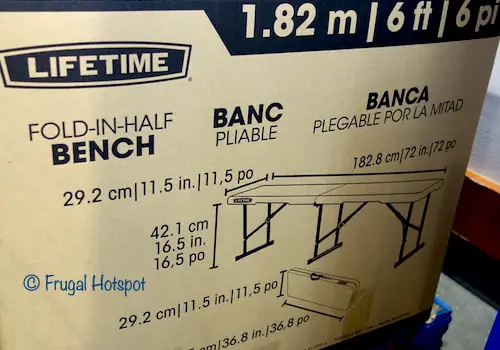 1.82 m | 6 ft | 6 pi
LIFETIME
FOLD-IN-HALF
BENCH
BANC
PLIABLE
BANCA
PLEGABLE POR LA MITAD
29.2 cm|11.5 in.|11,5 po
182.8 cm|72 in.|72 po
LIFETIME
42.1 cm
16.5 in.
16,5 po
© Frugal Hotspot
29.2 cm|11.5 in.|11,5 po
cm|36.8 in.|36,8 po